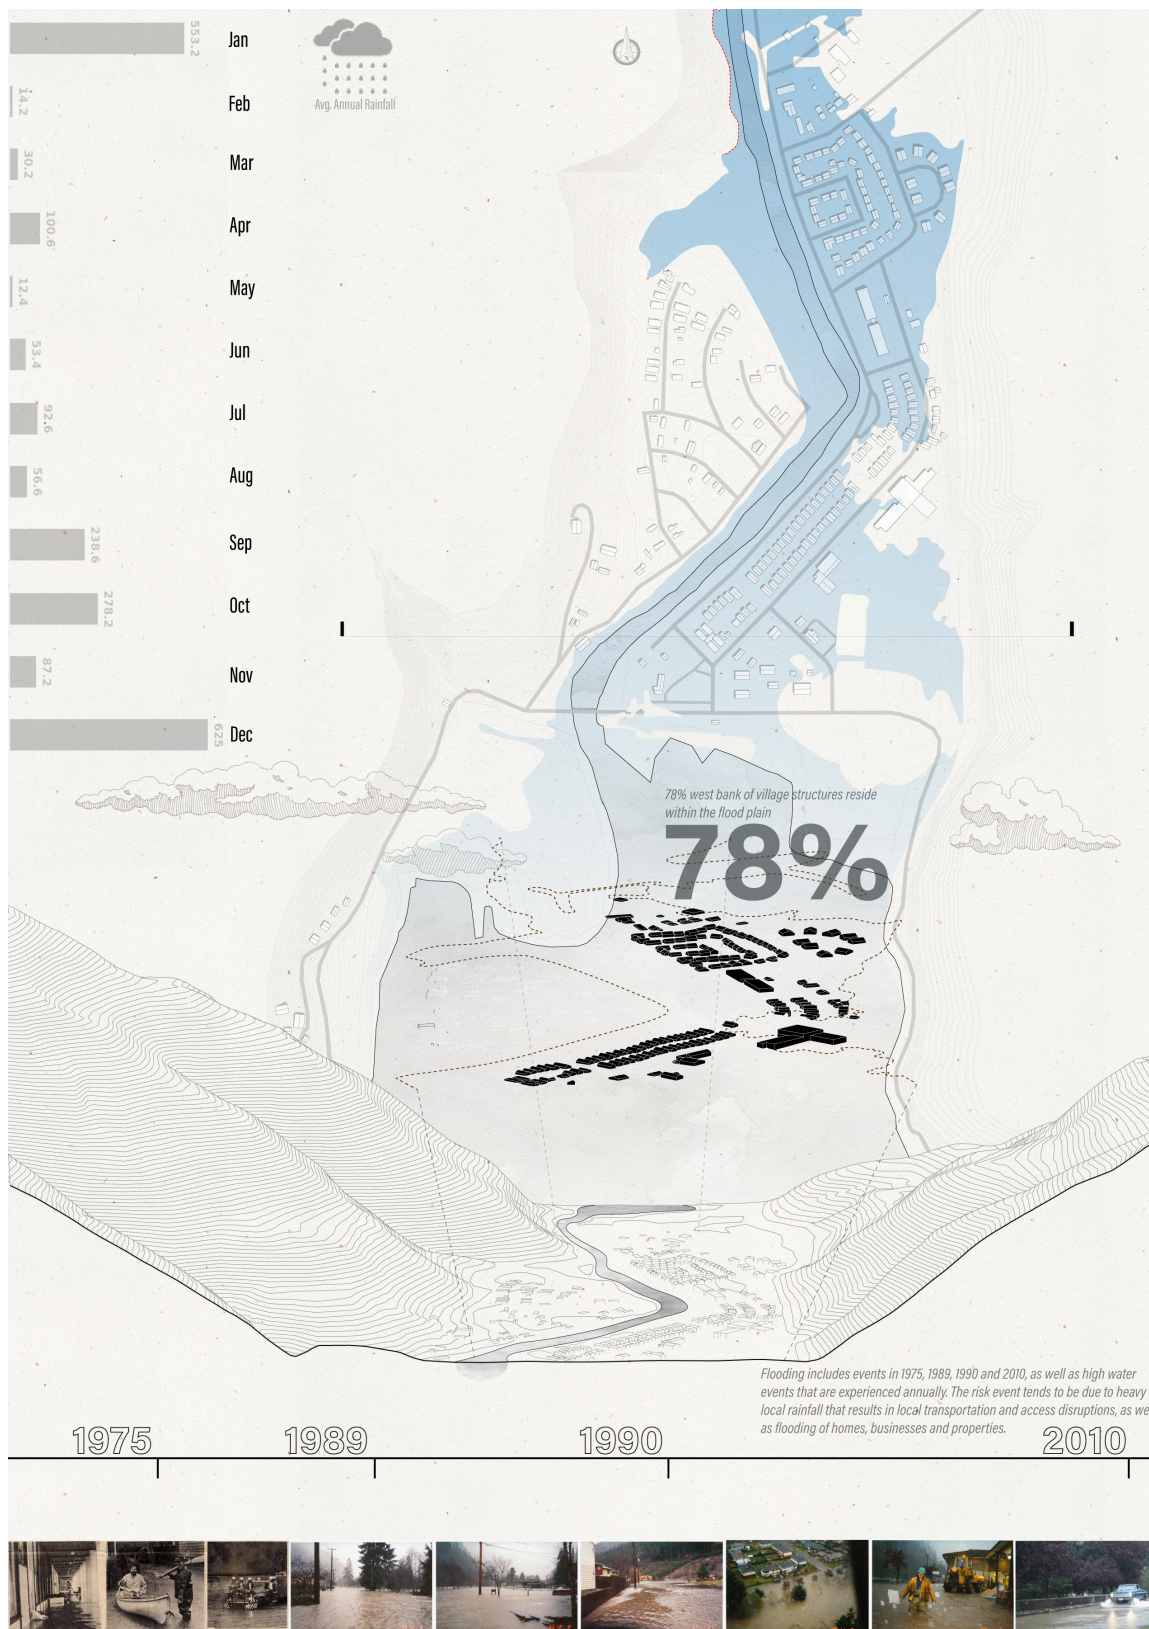 553.2
Jan
Avg. Annual Rainfall
14.2
Feb
30.2
Mar
100.6
Apr
12.4
May
53.4
Jun
92.6
Jul
56.6
Aug
238.6
Sep
278.2
Oct
87.2
Nov
625
Dec
78% west bank of village structures reside
within the flood plain
78%
Flooding includes events in 1975, 1989, 1990 and 2010, as well as high water
events that are experienced annually. The risk event tends to be due to heavy
local rainfall that results in local transportation and access disruptions, as we
as flooding of homes, businesses and properties.
1975
1989
1990
2010